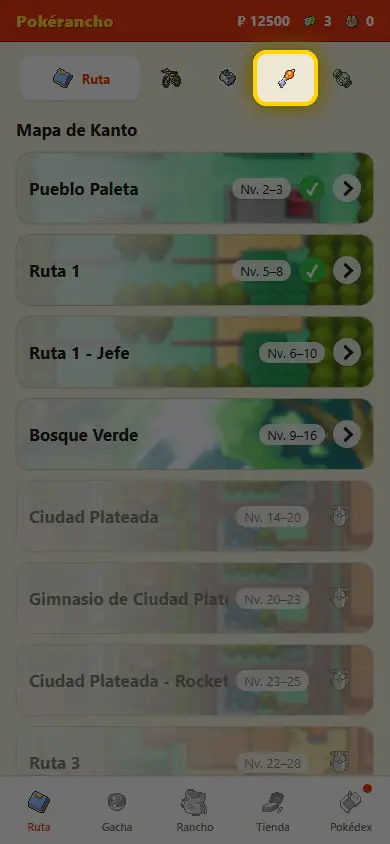 Pokérancho ₽ 12500 3 0
Ruta
Mapa de Kanto
Pueblo Paleta Nv. 2–3
Ruta 1 Nv. 5–8
Ruta 1 - Jefe Nv. 6–10
Bosque Verde Nv. 9–16
Ciudad Plateada Nv. 14–20
Gimnasio de Ciudad Plat Nv. 20–23
Ciudad Plateada - Rocket Nv. 23–25
Ruta 3 Nv. 22–28
Ruta Gacha Rancho Tienda Pokédex